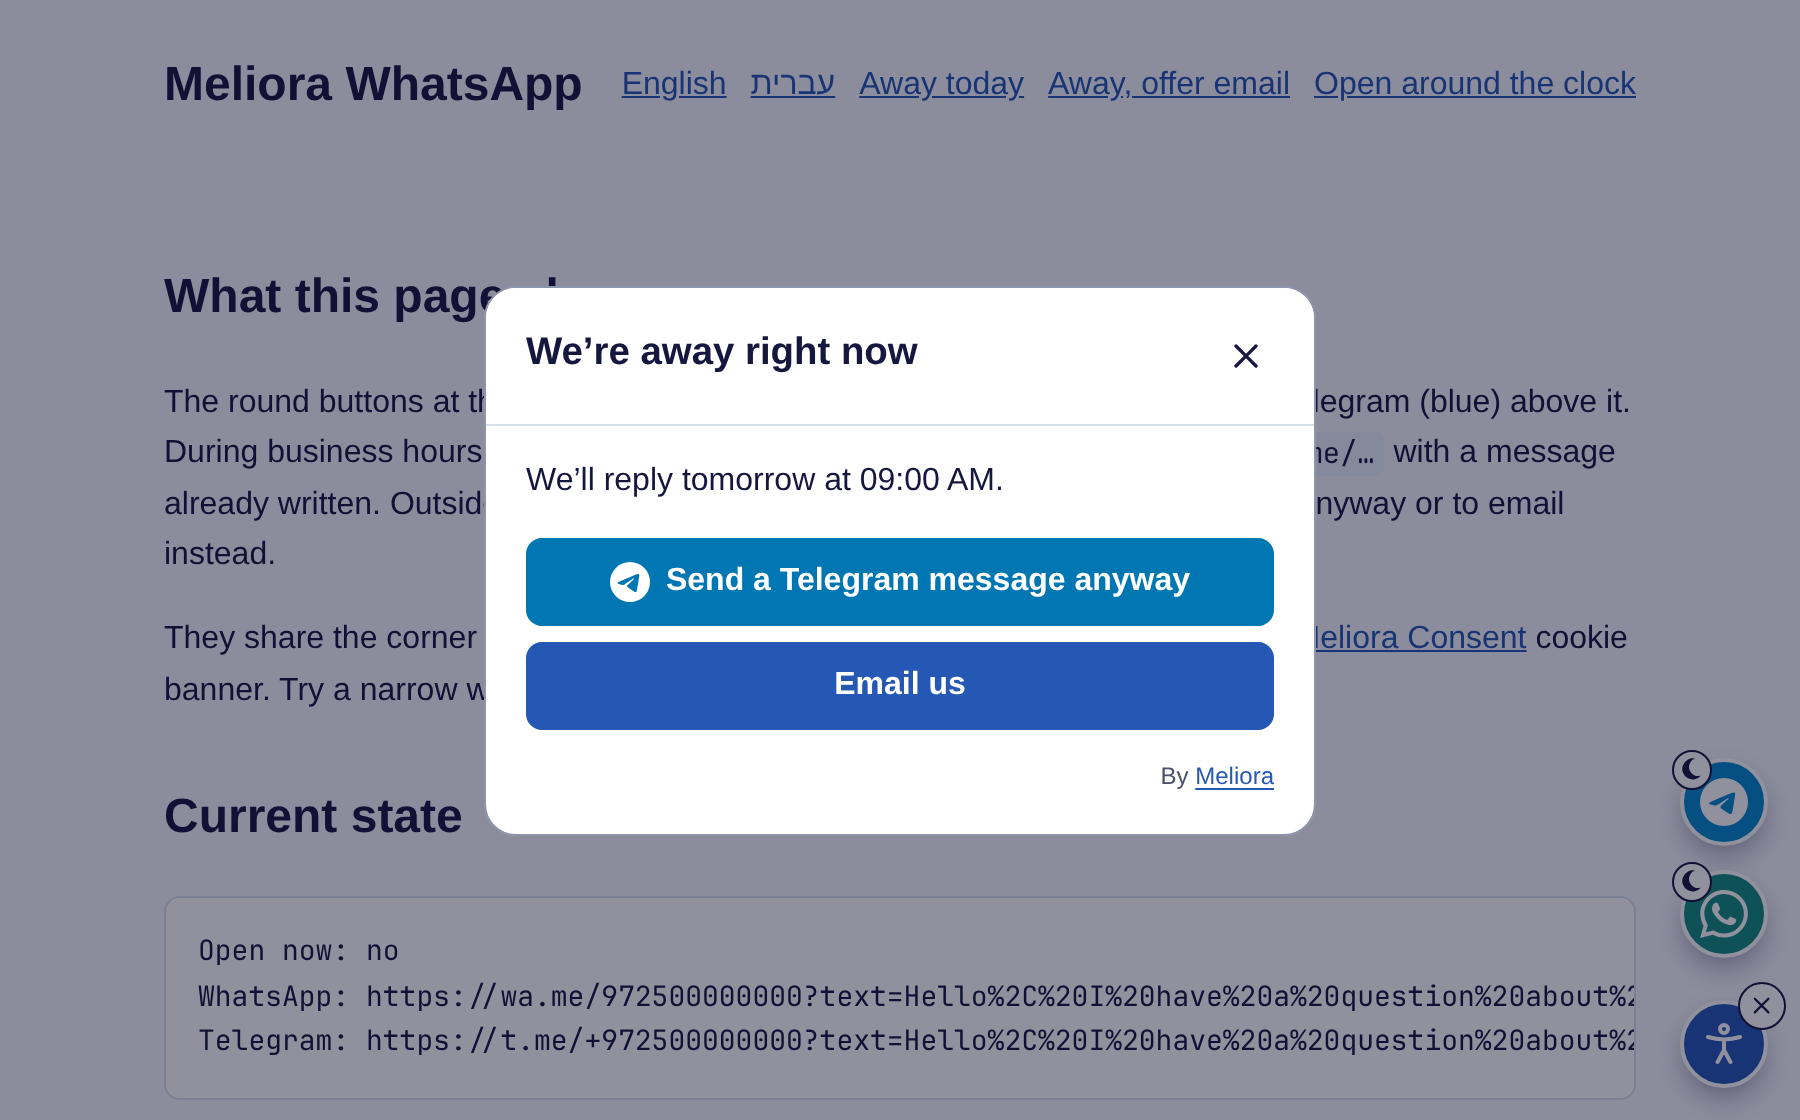 Meliora WhatsApp English עברית Away today Away, offer email Open around the clock
What this page
The round buttons at
legram (blue) above it.
During business hours
me/… with a message
already written. Outsid
nyway or to email
instead.
They share the corner
eliora Consent cookie
banner. Try a narrow
We’re away right now
We’ll reply tomorrow at 09:00 AM.
Send a Telegram message anyway
Email us
By Meliora
Current state
Open now: no
WhatsApp: https://wa.me/972500000000?text=Hello%2C%20I%20have%20a%20question%20about%2
Telegram: https://t.me/+972500000000?text=Hello%2C%20I%20have%20a%20question%20about%2